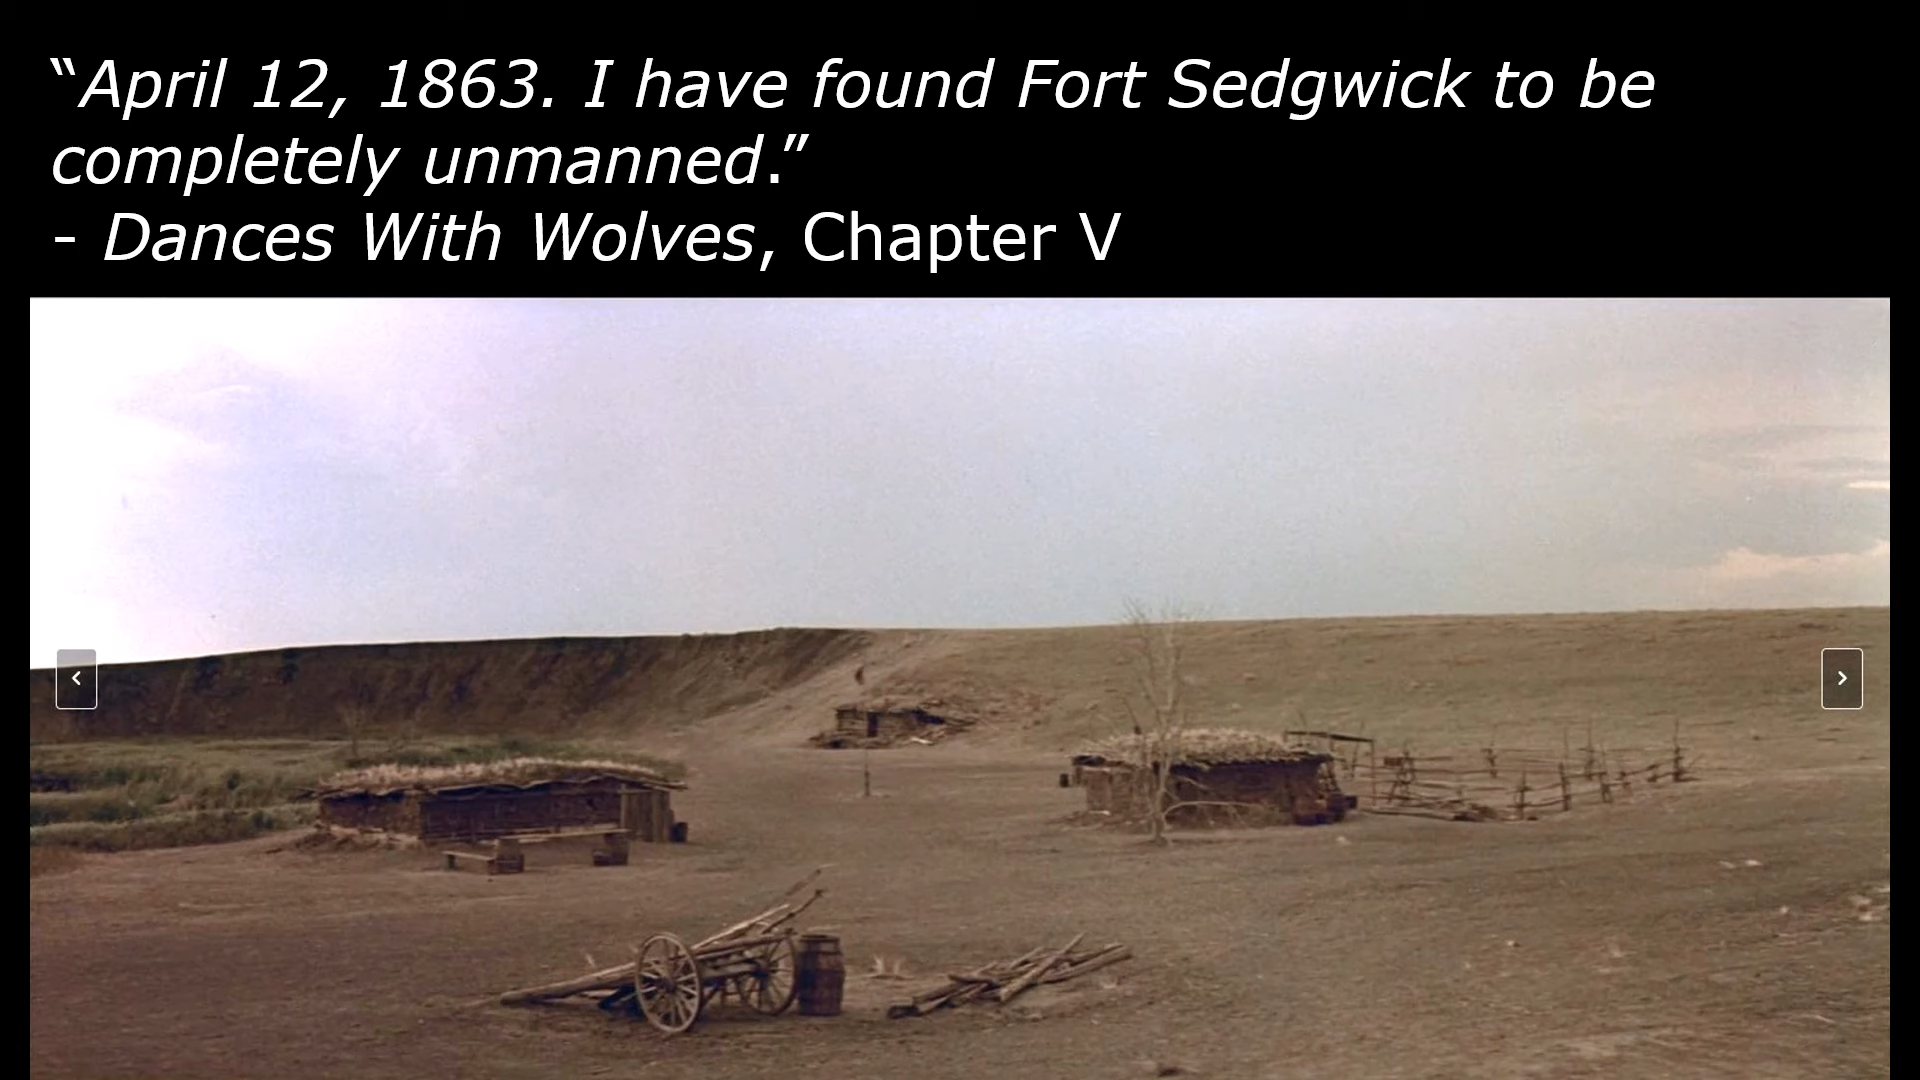 “April 12, 1863. I have found Fort Sedgwick to be
completely unmanned.”
- Dances With Wolves, Chapter V